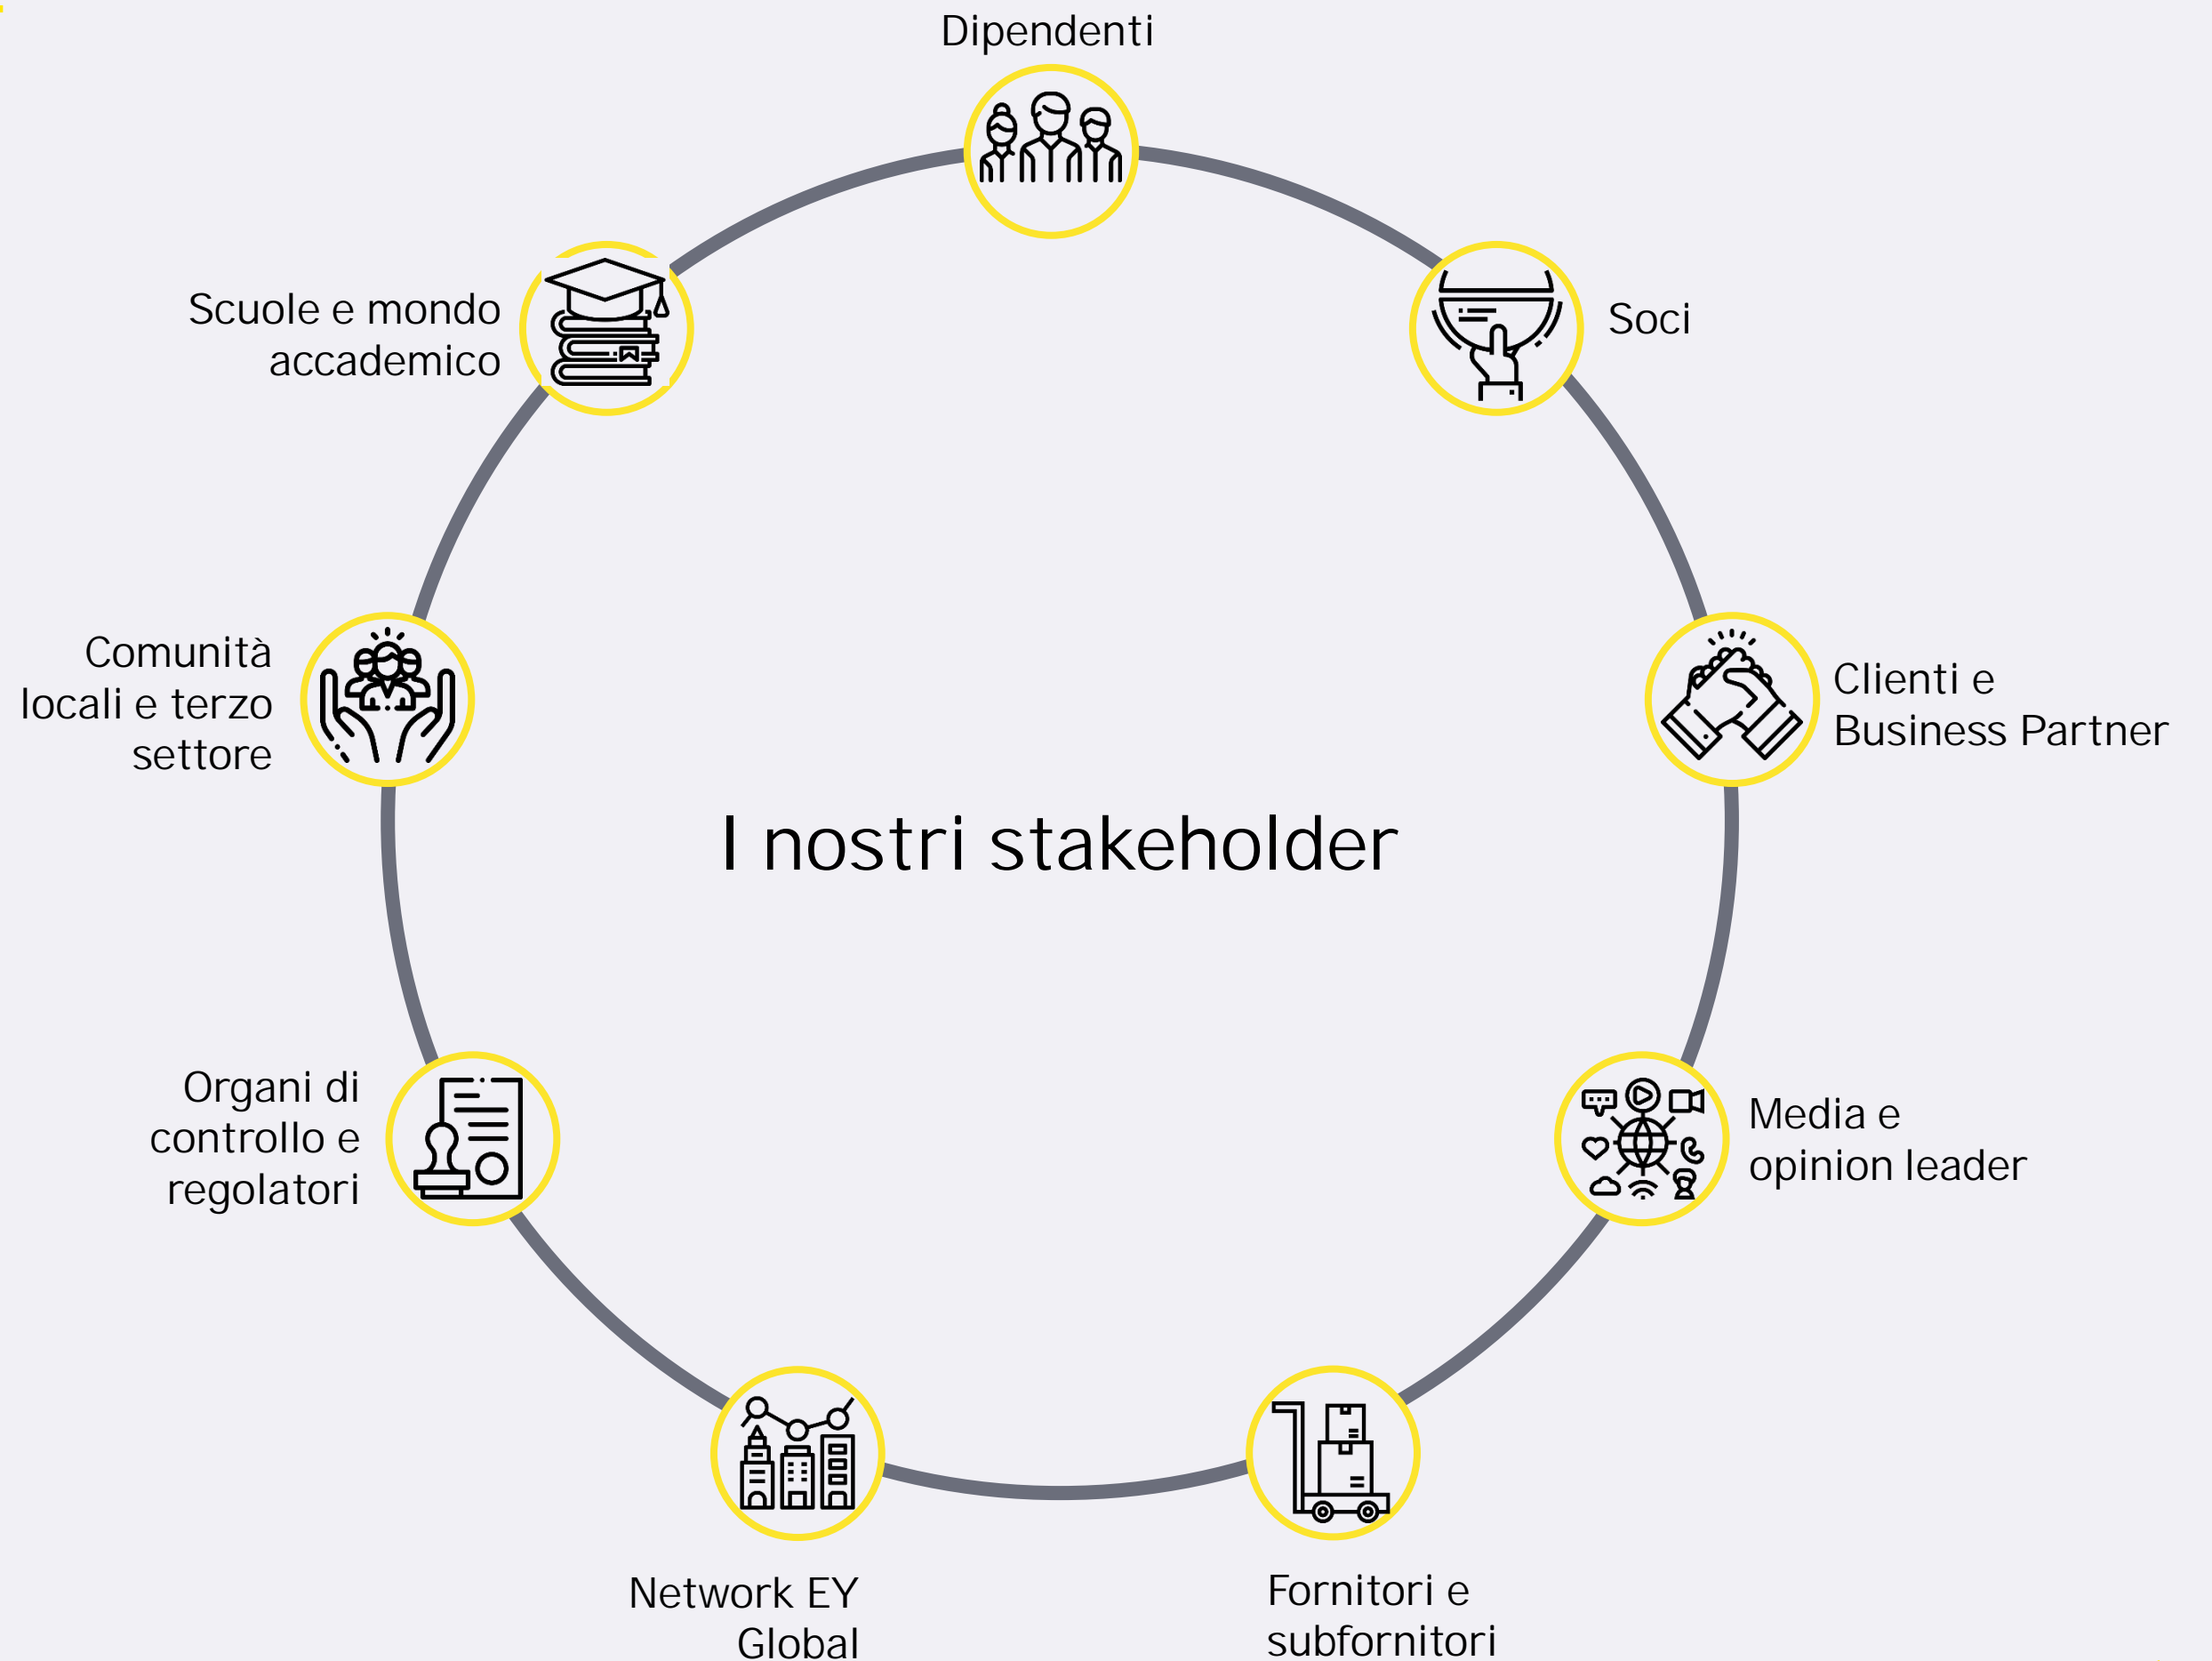 Dipendenti
Soci
Clienti e
Business Partner
Media e
opinion leader
Fornitori e
subfornitori
Network EY
Global
Organi di
controllo e
regolatori
Comunità
locali e terzo
settore
Scuole e mondo
accademico
I nostri stakeholder